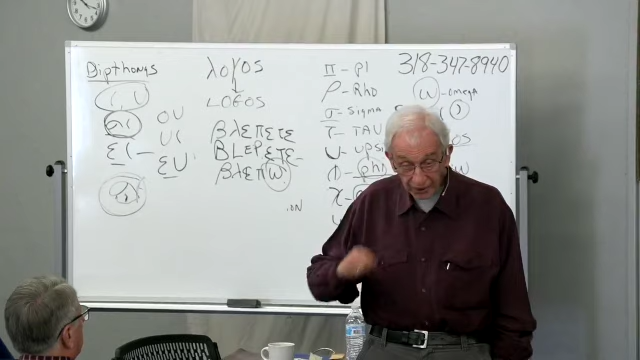 Dipthongs
ι, υ
αι
ει -
ου
υι
ευ
λογος
LOGOS
βλεπετε
BLEPETE-
βλεπω
.ON
Π - PI
Ρ - Rho
σ - Sigma
τ - TAU
υ - upsi
φ - phi
χ -
318-347-8940
ω - omega